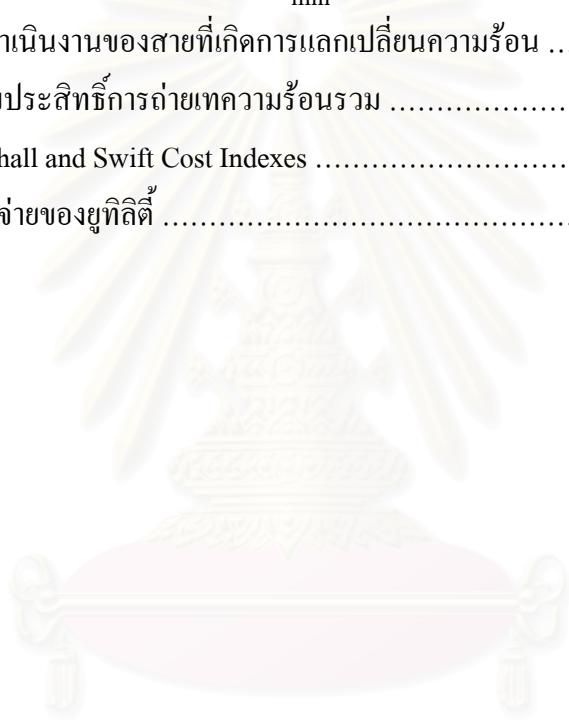 าเนินงานของสายที่เกิดการแลกเปลี่ยนความร้อน ...
ประสิทธิ์การถ่ายเทความร้อนรวม ....................
hall and Swift Cost Indexes ............................
จ่ายของยูทิลิตี้ ..............................................